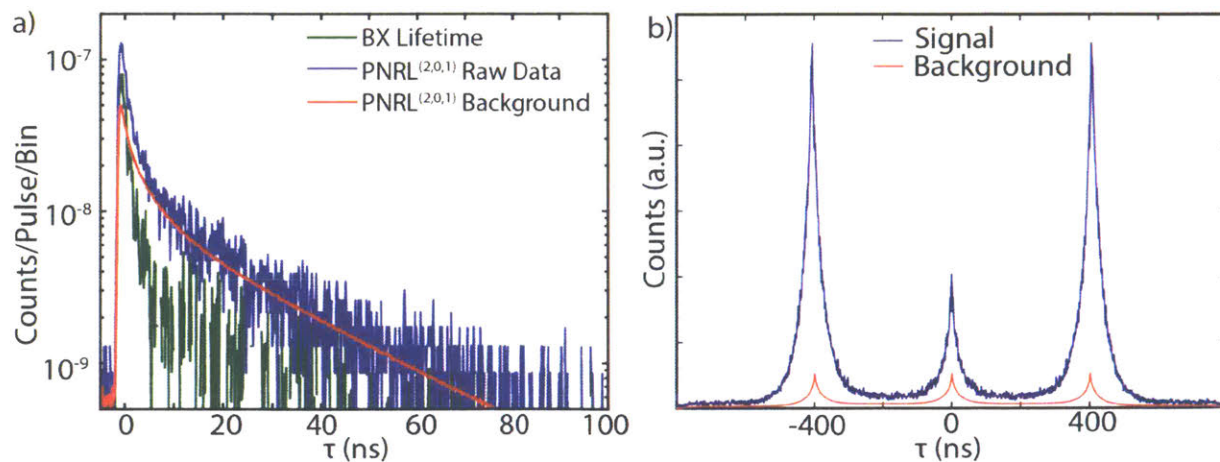 a)
BX Lifetime
PNRL(2,0,1) Raw Data
PNRL(2,0,1) Background
10-7
10-8
10-9
Counts/Pulse/Bin
0 20 40 60 80 100
τ (ns)
b)
Signal
Background
Counts (a.u.)
-400 0 400
τ (ns)